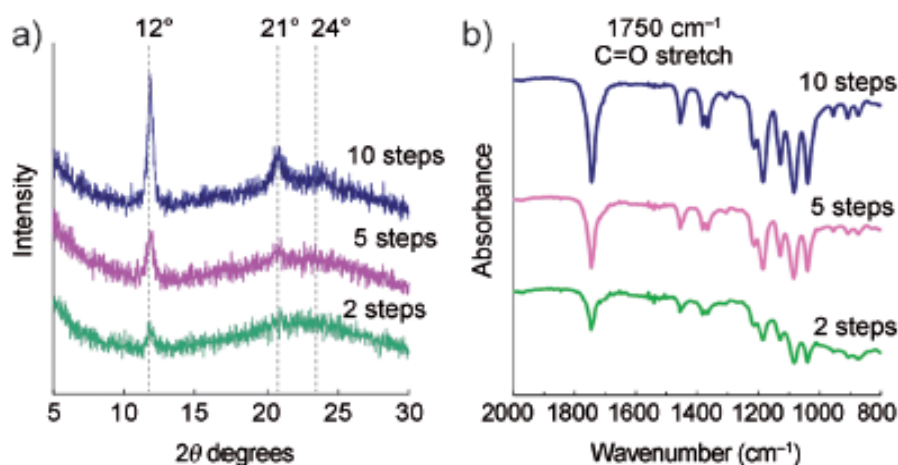 a)
12° 21° 24°
10 steps
5 steps
2 steps
Intensity
5 10 15 20 25 30
2θ degrees
b)
1750 cm⁻¹
C=O stretch
10 steps
5 steps
2 steps
Absorbance
2000 1800 1600 1400 1200 1000 800
Wavenumber (cm⁻¹)